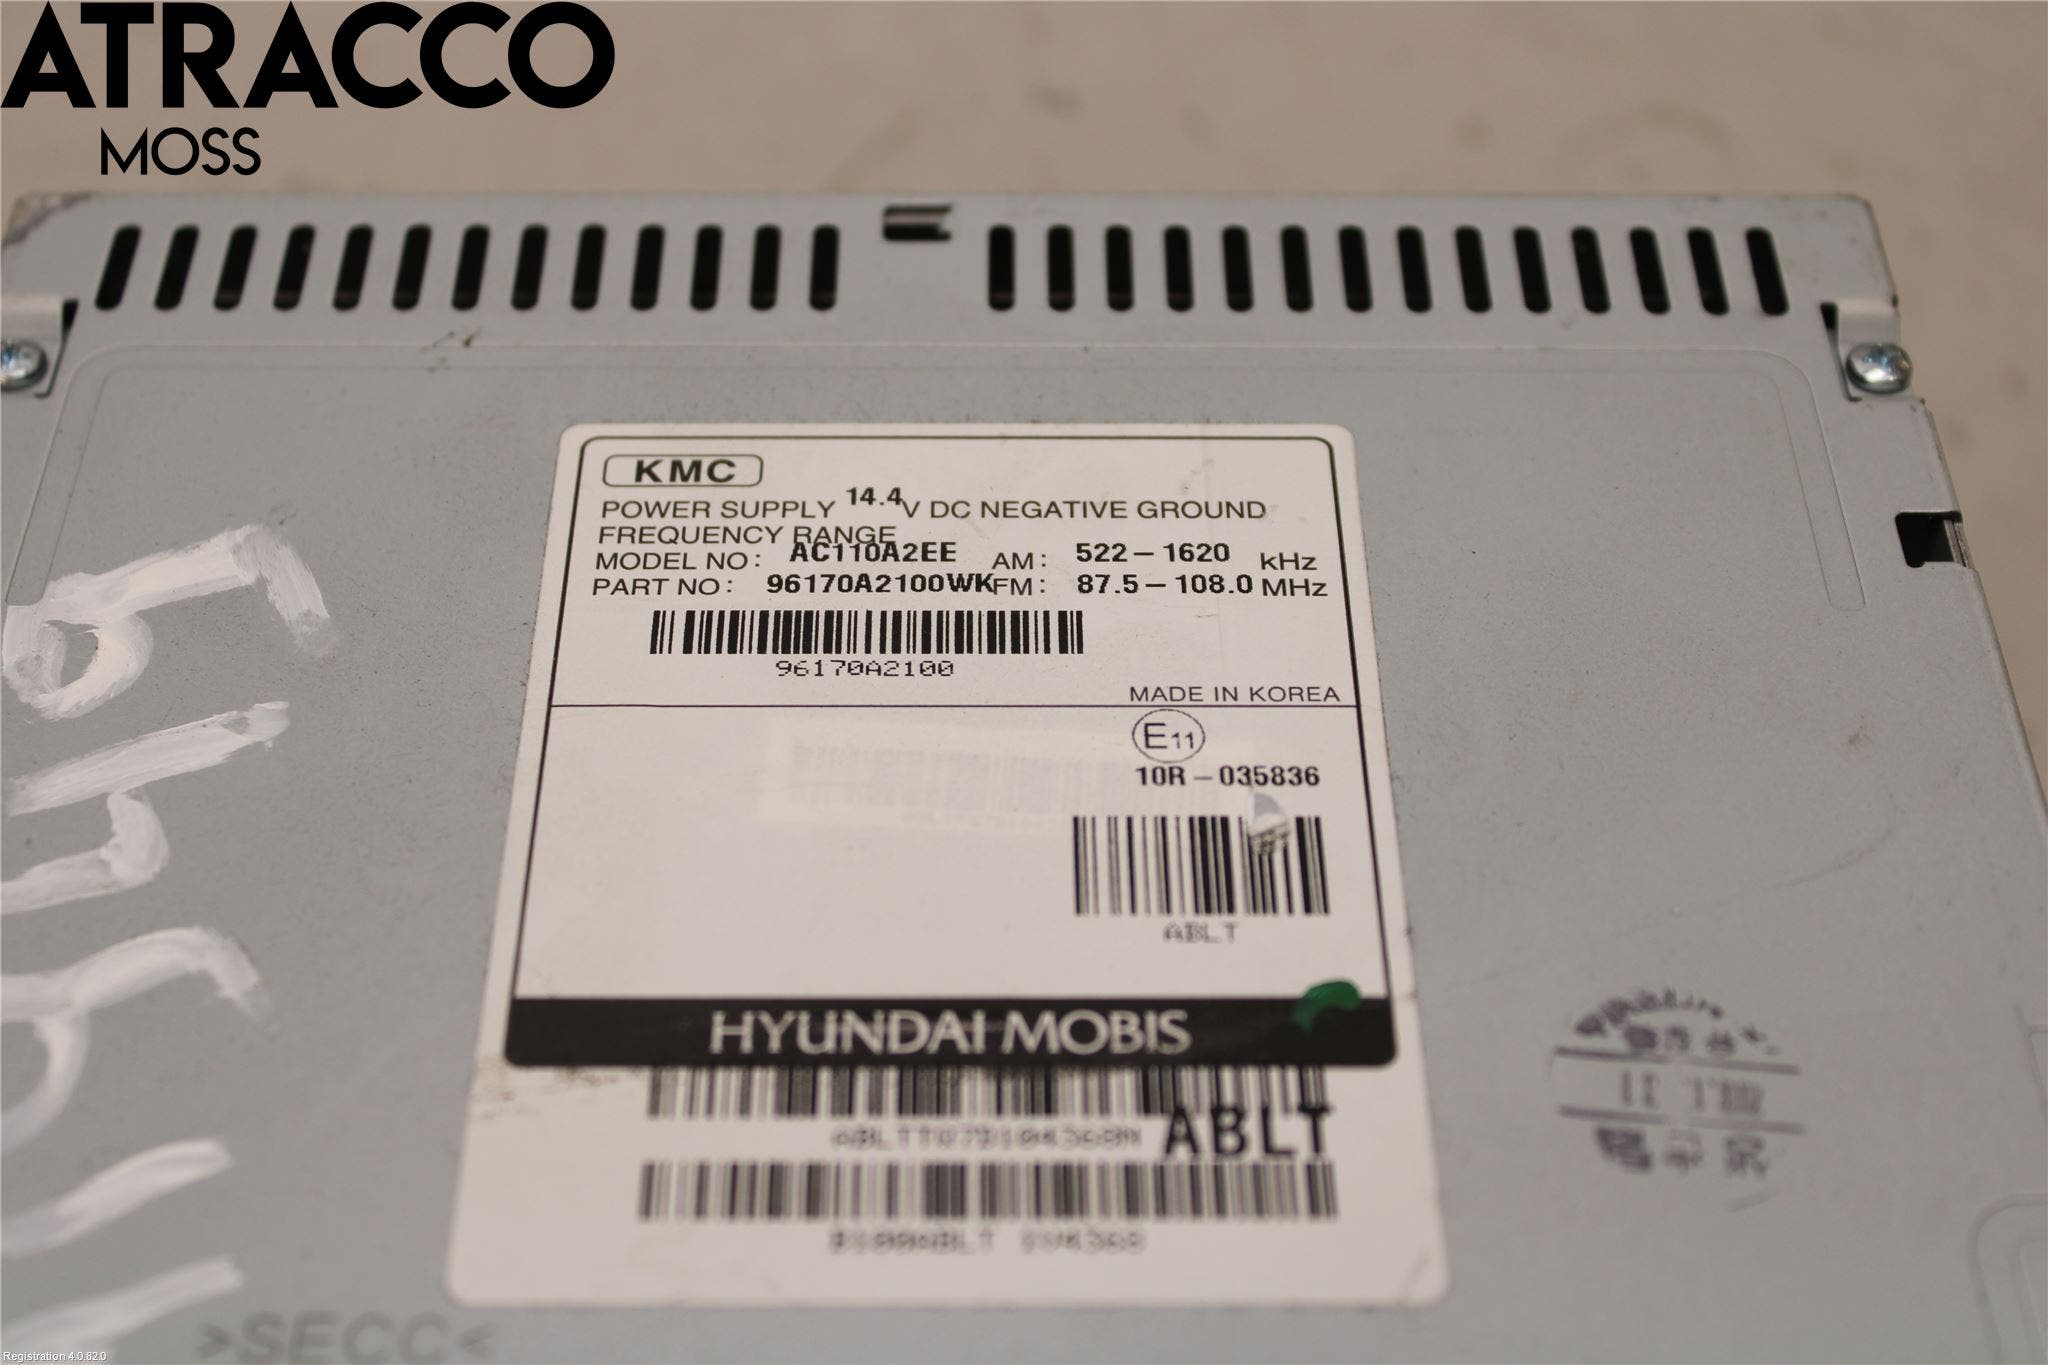 ATRACCO
MOSS
KMC
POWER SUPPLY 14.4V DC NEGATIVE GROUND
FREQUENCY RANGE
MODEL NO: AC110A2EE AM: 522-1620 kHz
PART NO: 96170A2100WK FM: 87.5-108.0 MHz
96170A2100
MADE IN KOREA
E11
10R-035836
ABLT
HYUNDAI MOBIS
ABLT
>SECC<
Registration 4.0.82.0